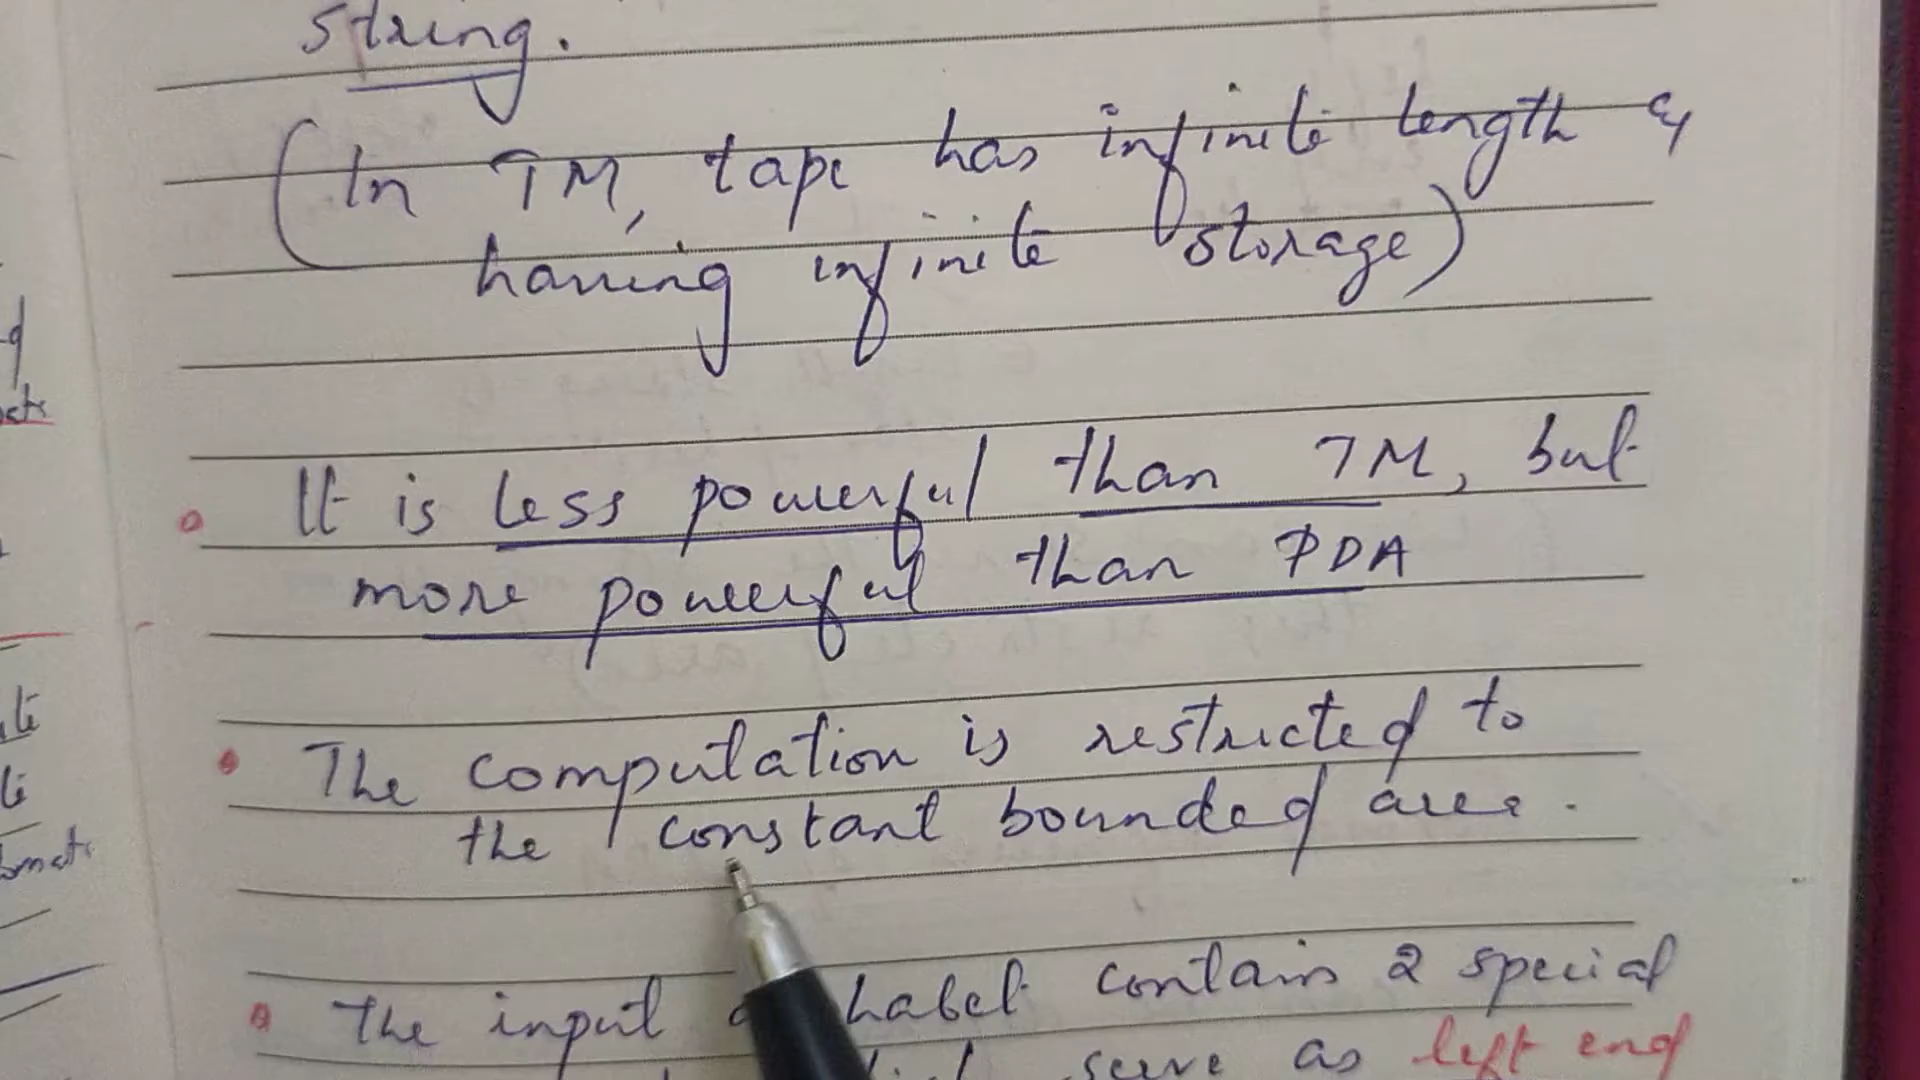 string.
(In TM, tape has infinite length &
having infinite storage)
It is less powerful than TM, but
more powerful than PDA
The computation is restricted to
the constant bounded area.
The input contains 2 special
serve as left end